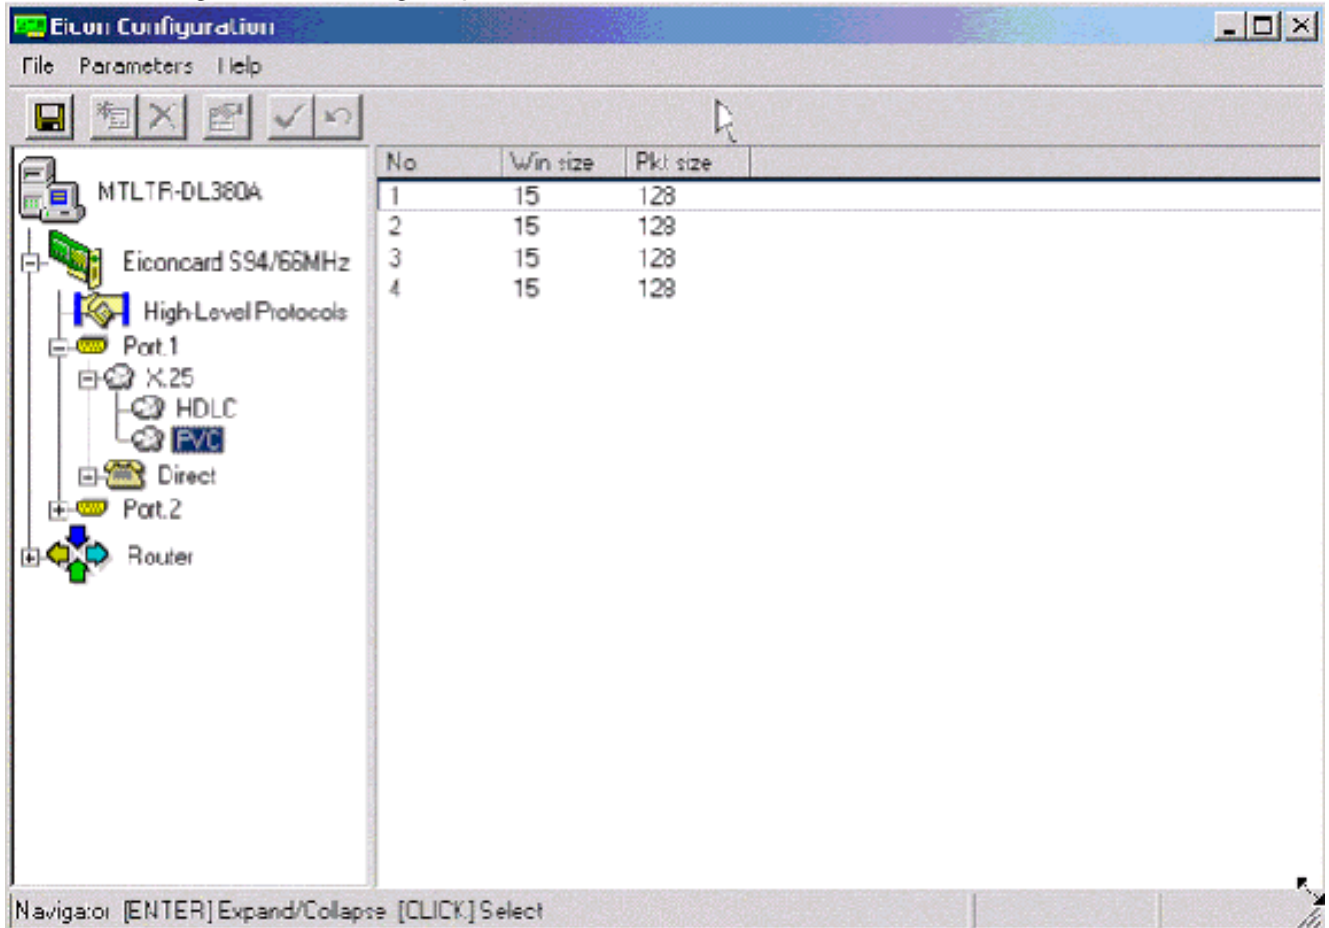 Eicon Configuration
File Parameters Help
No Win size Pkt size
MTLTR-DL380A
1 15 128
2 15 128
3 15 128
4 15 128
Eiconcard S94/66MHz
High-Level Protocols
Port.1
X.25
HDLC
PVC
Direct
Port.2
Router
Navigator [ENTER] Expand/Collapse [CLICK] Select